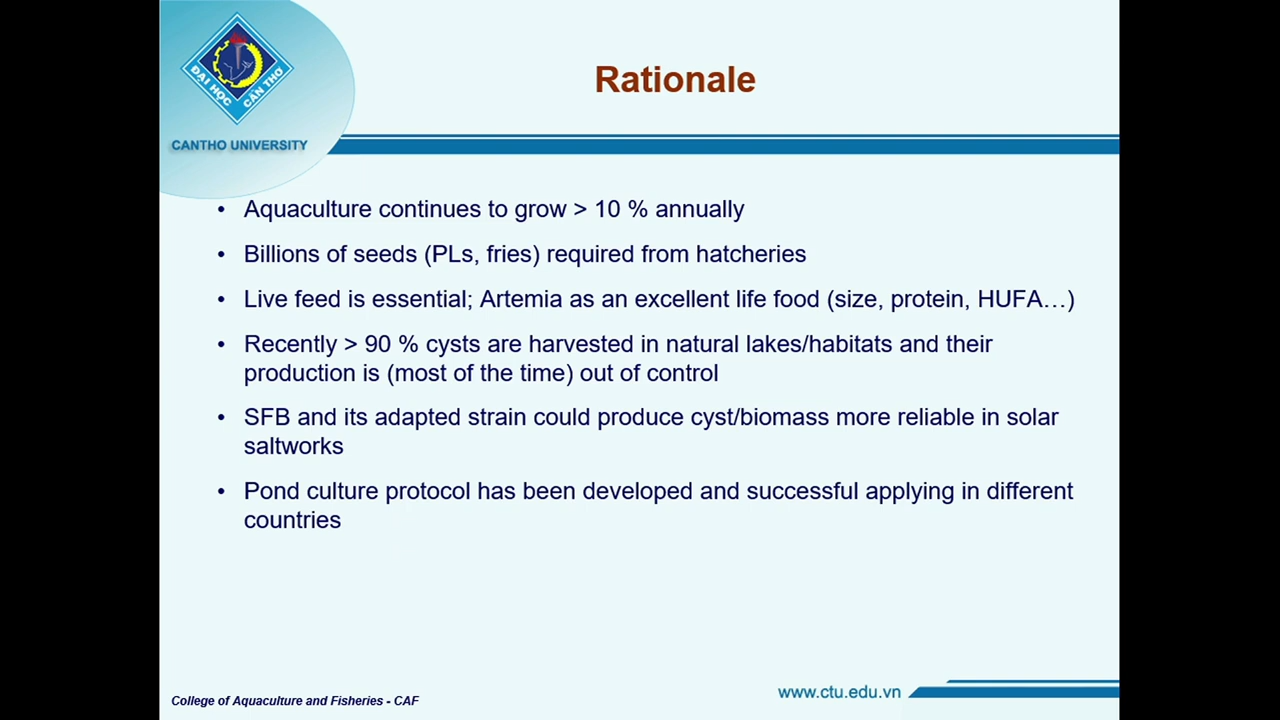 ĐẠI HỌC CẦN THƠ
CANTHO UNIVERSITY
Rationale
• Aquaculture continues to grow > 10 % annually
• Billions of seeds (PLs, fries) required from hatcheries
• Live feed is essential; Artemia as an excellent life food (size, protein, HUFA…)
• Recently > 90 % cysts are harvested in natural lakes/habitats and their
production is (most of the time) out of control
• SFB and its adapted strain could produce cyst/biomass more reliable in solar
saltworks
• Pond culture protocol has been developed and successful applying in different
countries
College of Aquaculture and Fisheries - CAF
www.ctu.edu.vn